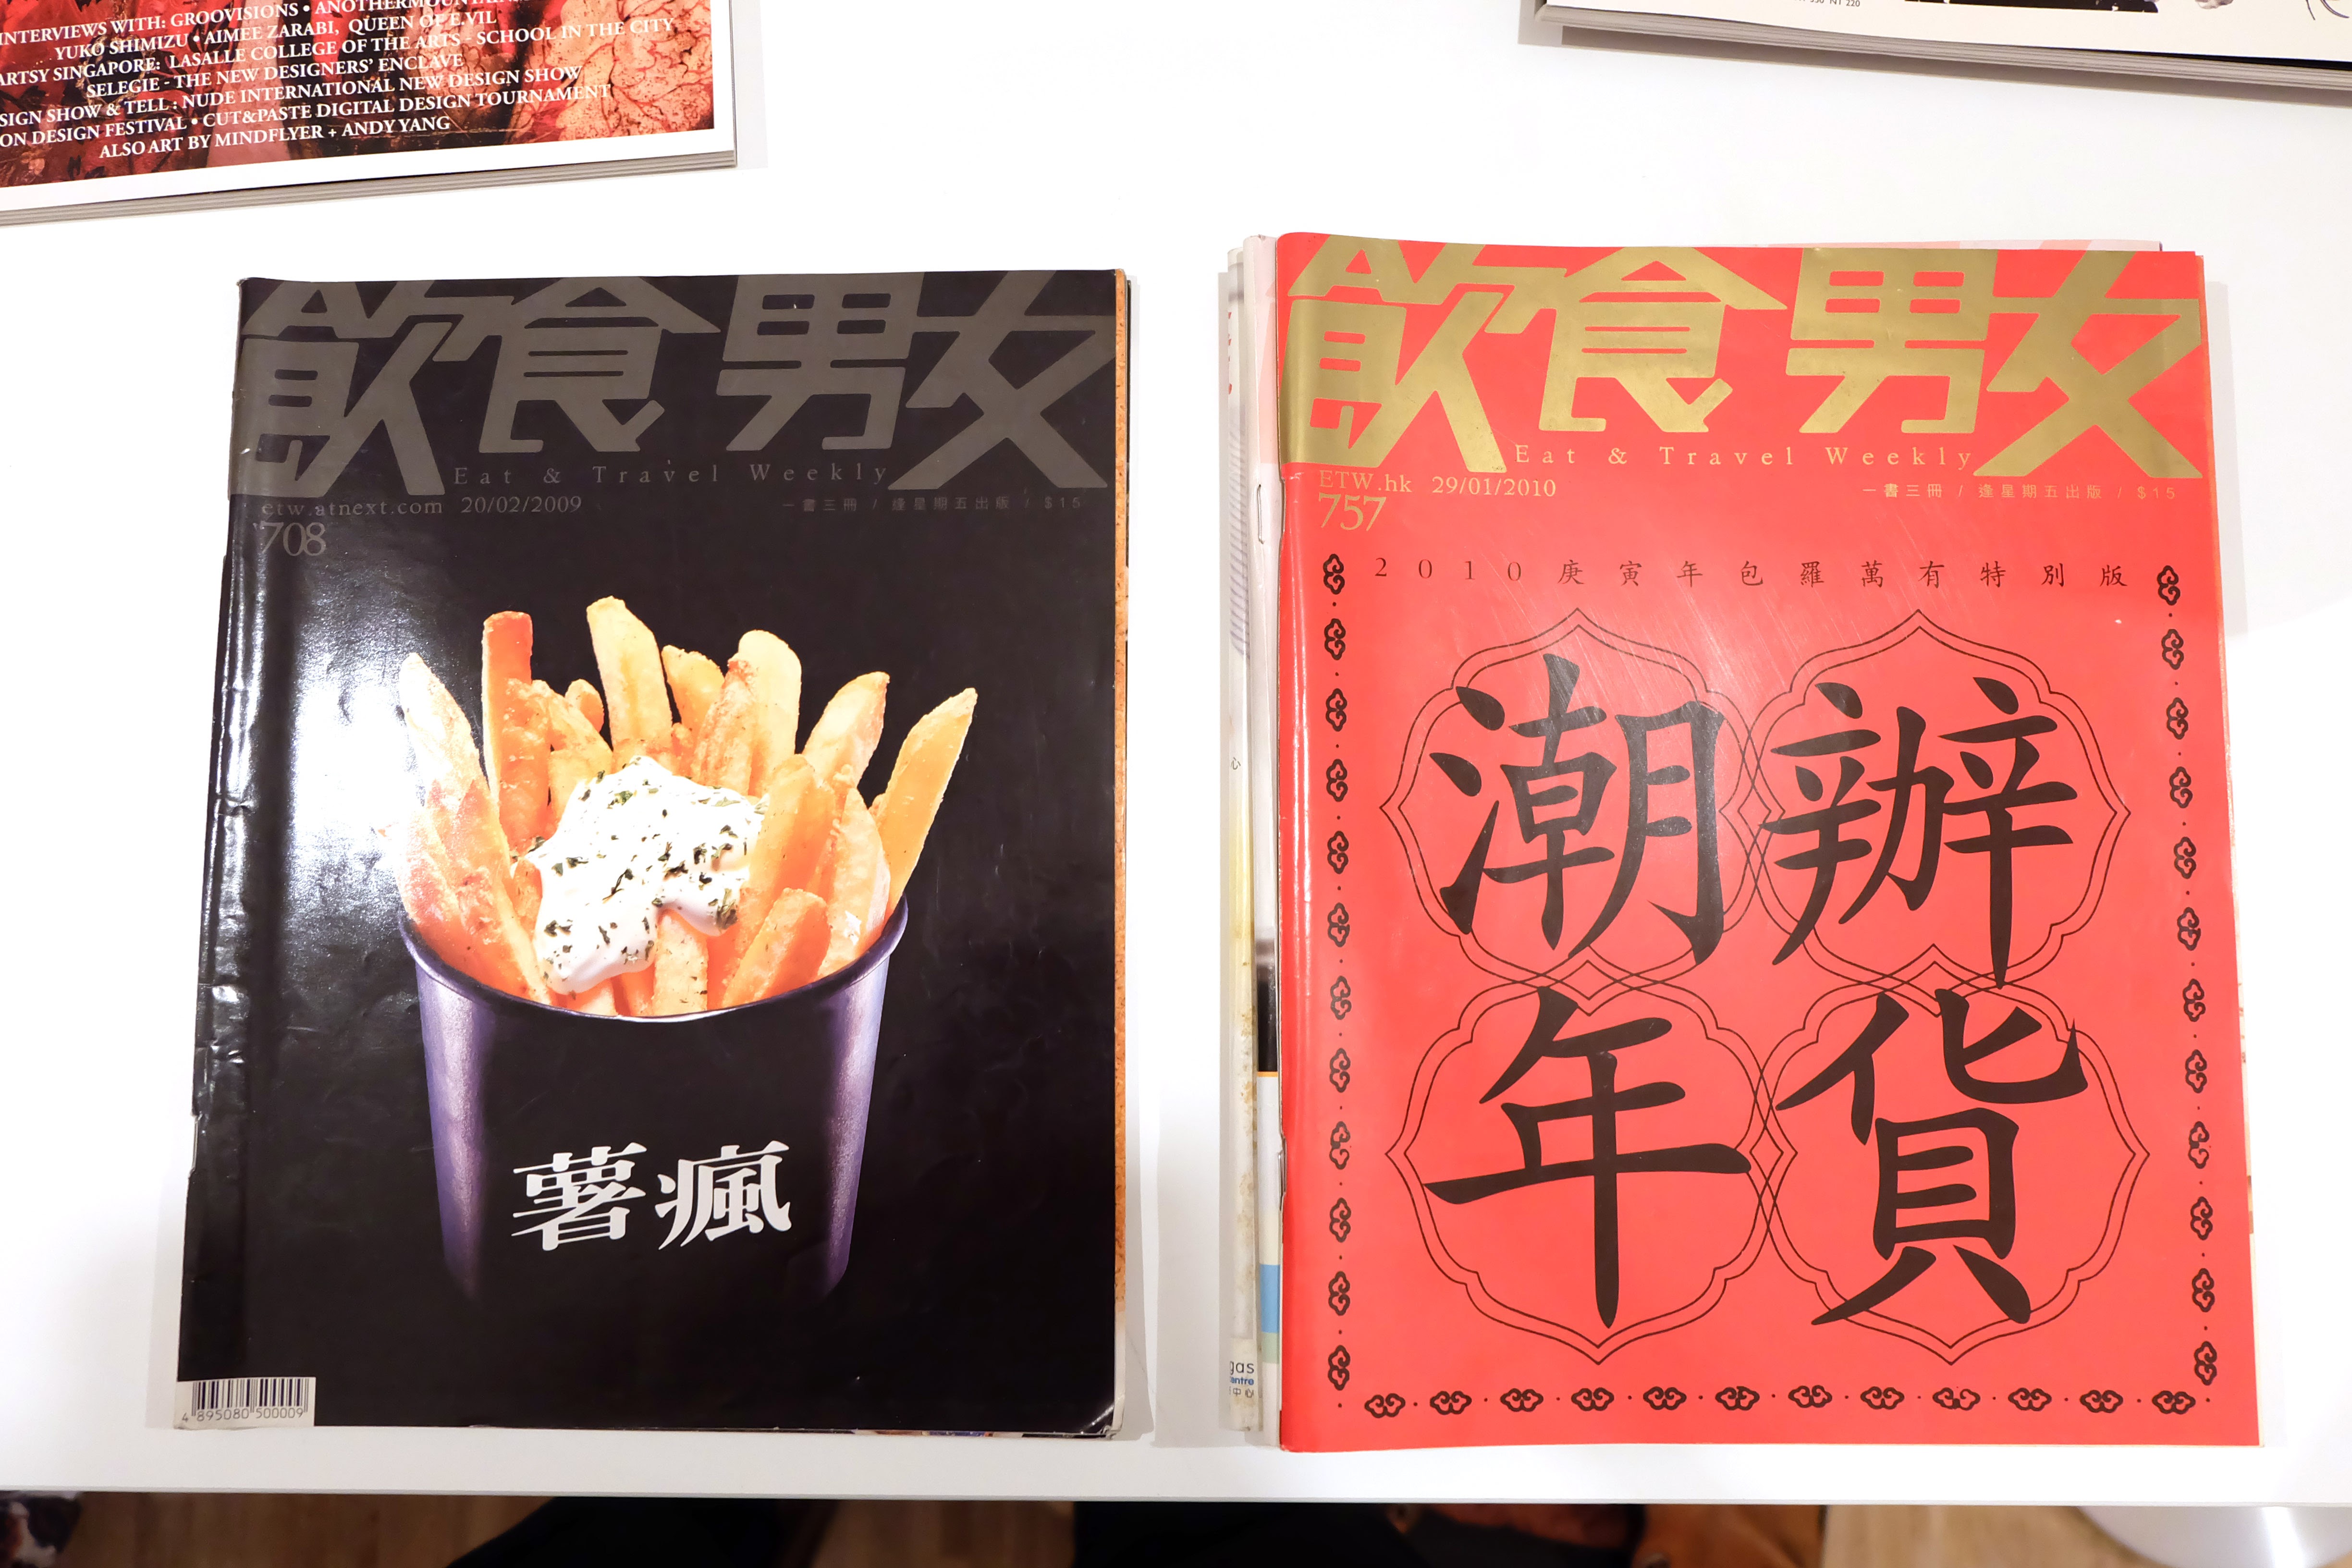 INTERVIEWS WITH: GROOVISIONS • ANOTHERMOUNTAIN
YUKO SHIMIZU • AIMEE ZARABI, QUEEN OF E.VIL
ARTSY SINGAPORE: LASALLE COLLEGE OF THE ARTS - SCHOOL IN THE CITY
SELEGIE - THE NEW DESIGNERS' ENCLAVE
SIGN SHOW & TELL : NUDE INTERNATIONAL NEW DESIGN SHOW
ON DESIGN FESTIVAL • CUT&PASTE DIGITAL DESIGN TOURNAMENT
ALSO ART BY MINDFLYER + ANDY YANG
飲食男女
Eat & Travel Weekly
etw.atnext.com 20/02/2009
一書三冊 / 逢星期五出版 / $15
708
薯瘋
4 895080 500009
飲食男女
Eat & Travel Weekly
ETW.hk 29/01/2010
一書三冊 / 逢星期五出版 / $15
757
2010庚寅年包羅萬有特別版
潮辦
年貨
gas
中心